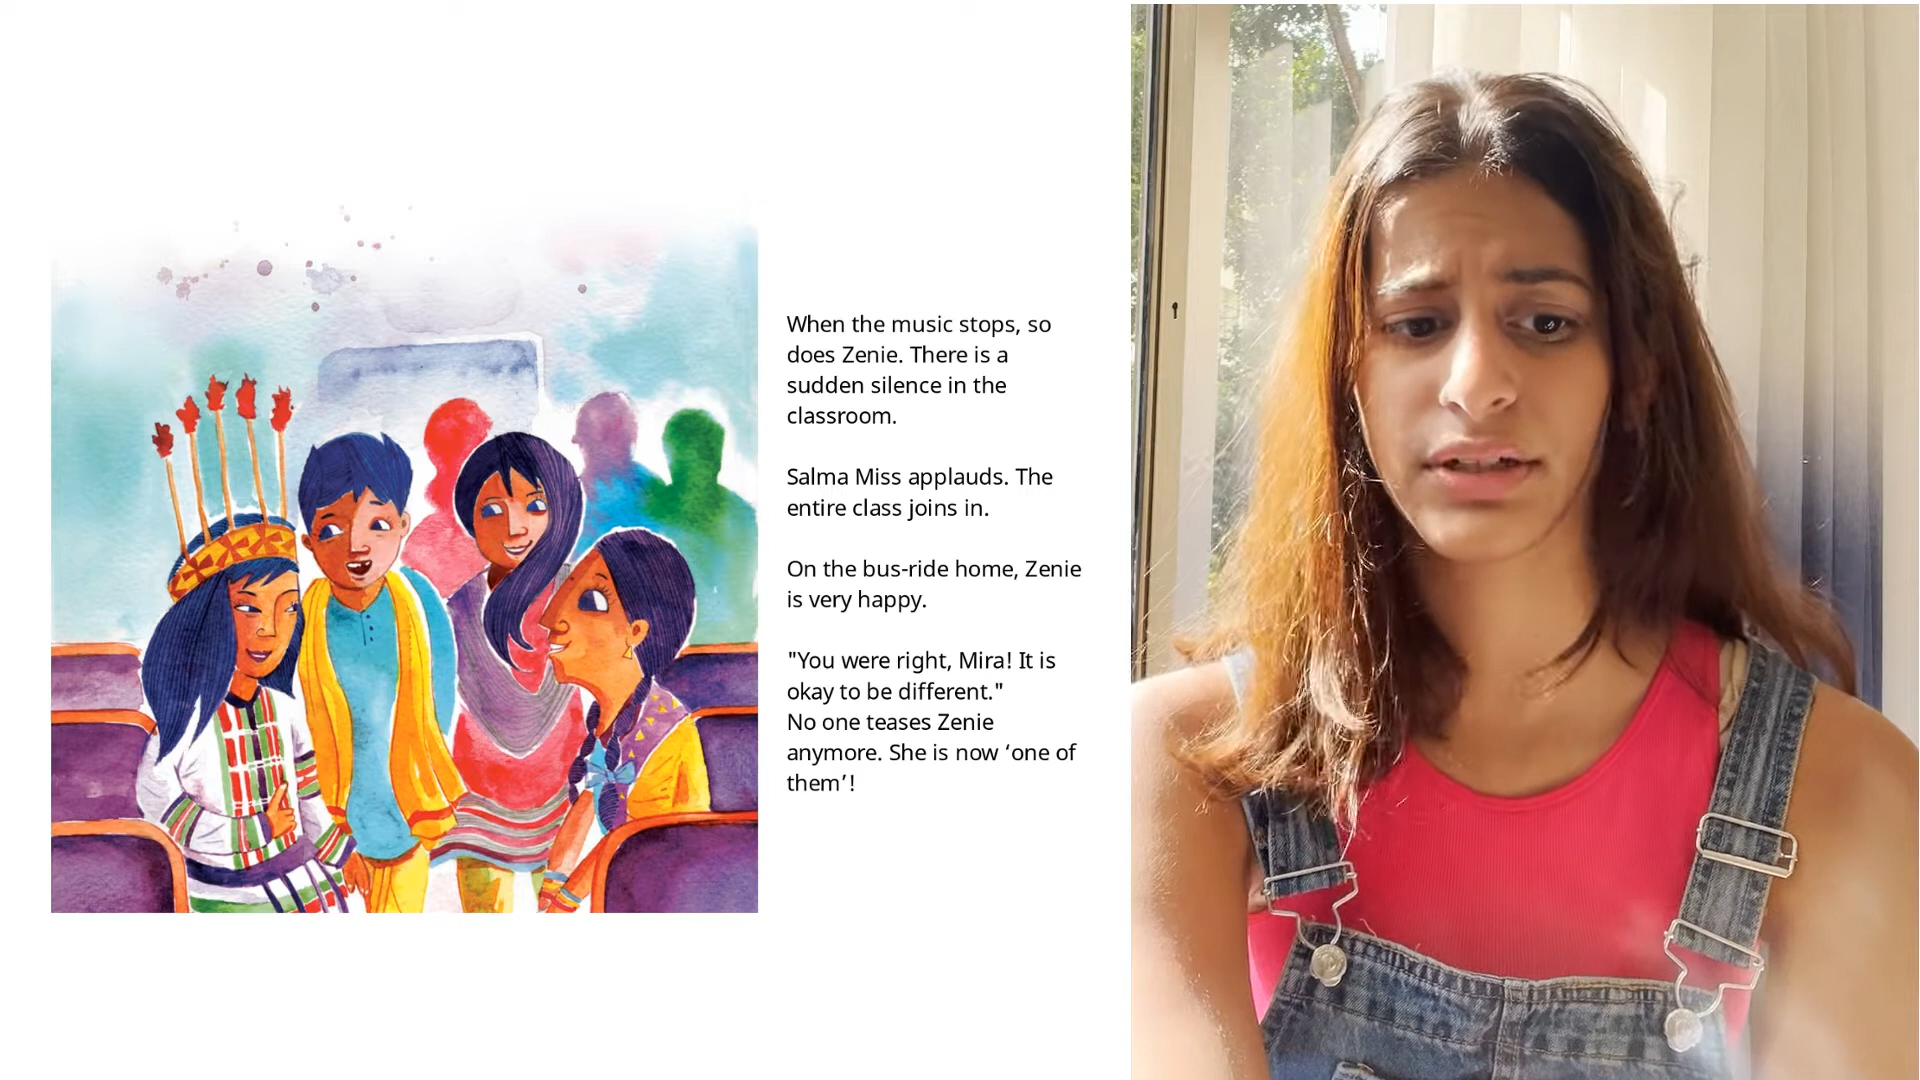 When the music stops, so
does Zenie. There is a
sudden silence in the
classroom.
Salma Miss applauds. The
entire class joins in.
On the bus-ride home, Zenie
is very happy.
"You were right, Mira! It is
okay to be different."
No one teases Zenie
anymore. She is now ‘one of
them’!